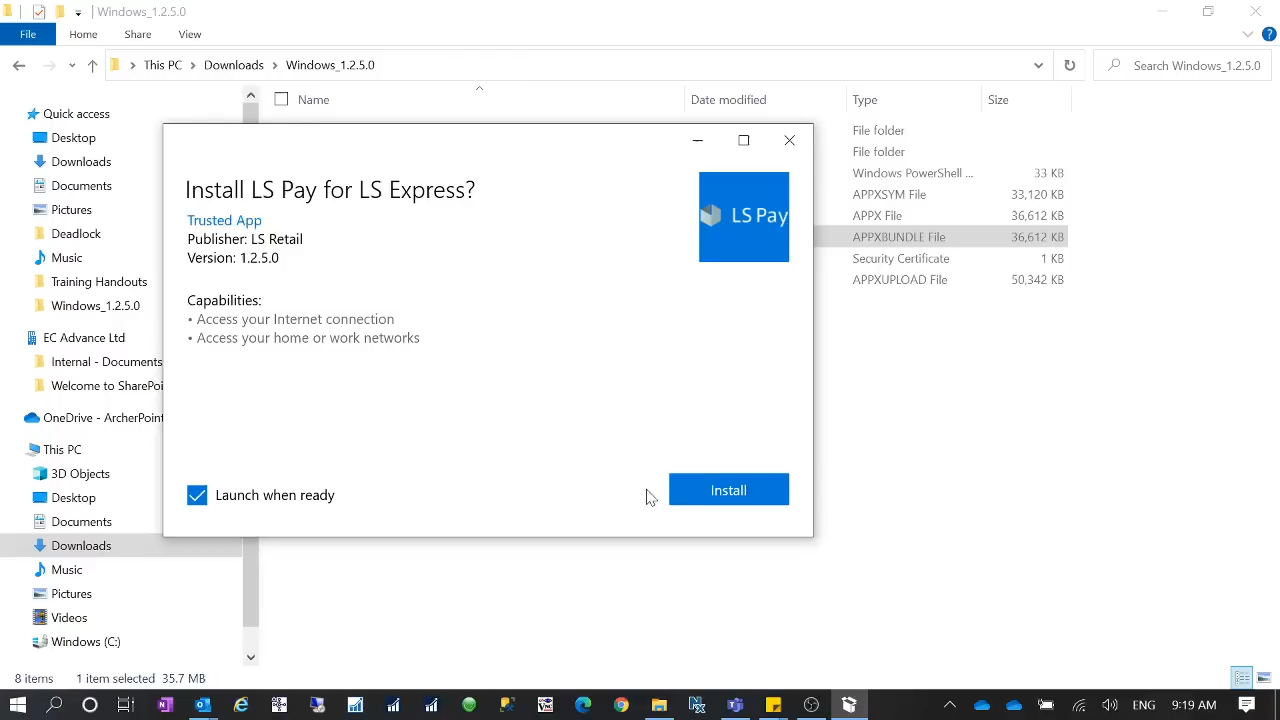 Windows_1.2.5.0
File Home Share View
This PC Downloads Windows_1.2.5.0 Search Windows_1.2.5.0
Name Date modified Type Size
Quick access
Desktop
Downloads
Documents
Pictures
Deadlock
Music
Training Handouts
Windows_1.2.5.0
EC Advance Ltd
Internal - Documents
Welcome to SharePoi
OneDrive - ArcherPoint
This PC
3D Objects
Desktop
Documents
Downloads
Music
Pictures
Videos
Windows (C:)
Install LS Pay for LS Express?
Trusted App
Publisher: LS Retail
Version: 1.2.5.0
Capabilities:
• Access your Internet connection
• Access your home or work networks
LS Pay
Launch when ready
Install
File folder
File folder
Windows PowerShell ... 33 KB
APPXSYM File 33,120 KB
APPX File 36,612 KB
APPXBUNDLE File 36,612 KB
Security Certificate 1 KB
APPXUPLOAD File 50,342 KB
8 items 1 item selected 35.7 MB
ENG 9:19 AM